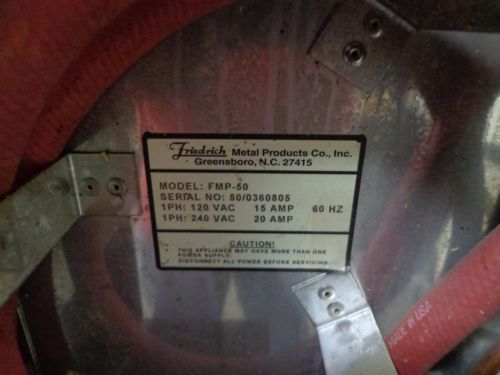 Friedrich Metal Products Co., Inc.
Greensboro, N.C. 27415
MODEL: FMP-50
SERIAL NO: 50/0360805
1PH: 120 VAC 15 AMP 60 HZ
1PH: 240 VAC 20 AMP
CAUTION!
THIS APPLIANCE MAY HAVE MORE THAN ONE
POWER SUPPLY.
DISCONNECT ALL POWER BEFORE SERVICING.
MADE IN USA